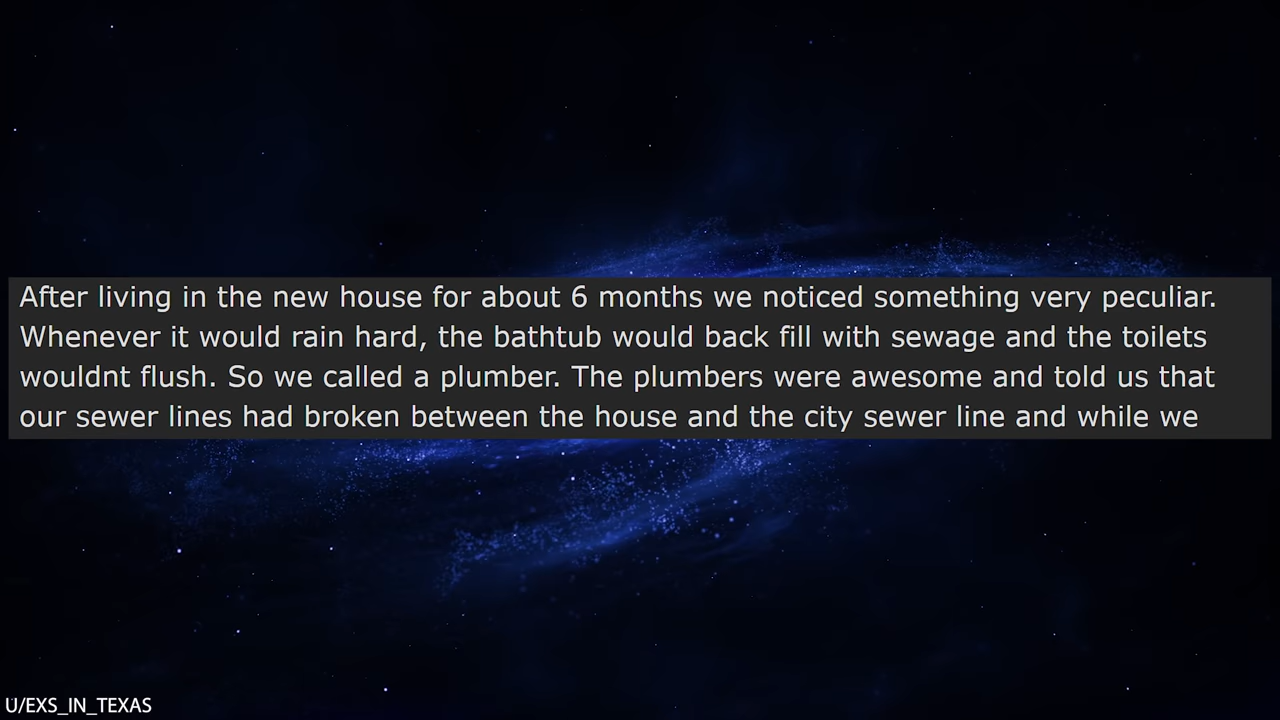 After living in the new house for about 6 months we noticed something very peculiar.
Whenever it would rain hard, the bathtub would back fill with sewage and the toilets
wouldnt flush. So we called a plumber. The plumbers were awesome and told us that
our sewer lines had broken between the house and the city sewer line and while we
U/EXS_IN_TEXAS